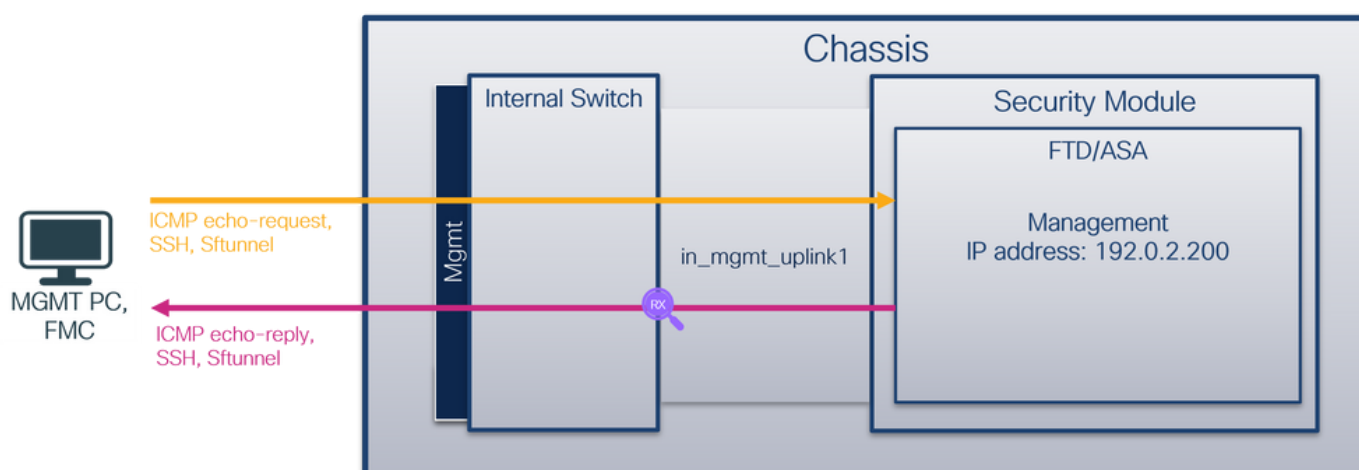 Chassis
Internal Switch
Security Module
FTD/ASA
Management
IP address: 192.0.2.200
Mgmt
in_mgmt_uplink1
RX
ICMP echo-request,
SSH, Sftunnel
MGMT PC,
FMC
ICMP echo-reply,
SSH, Sftunnel